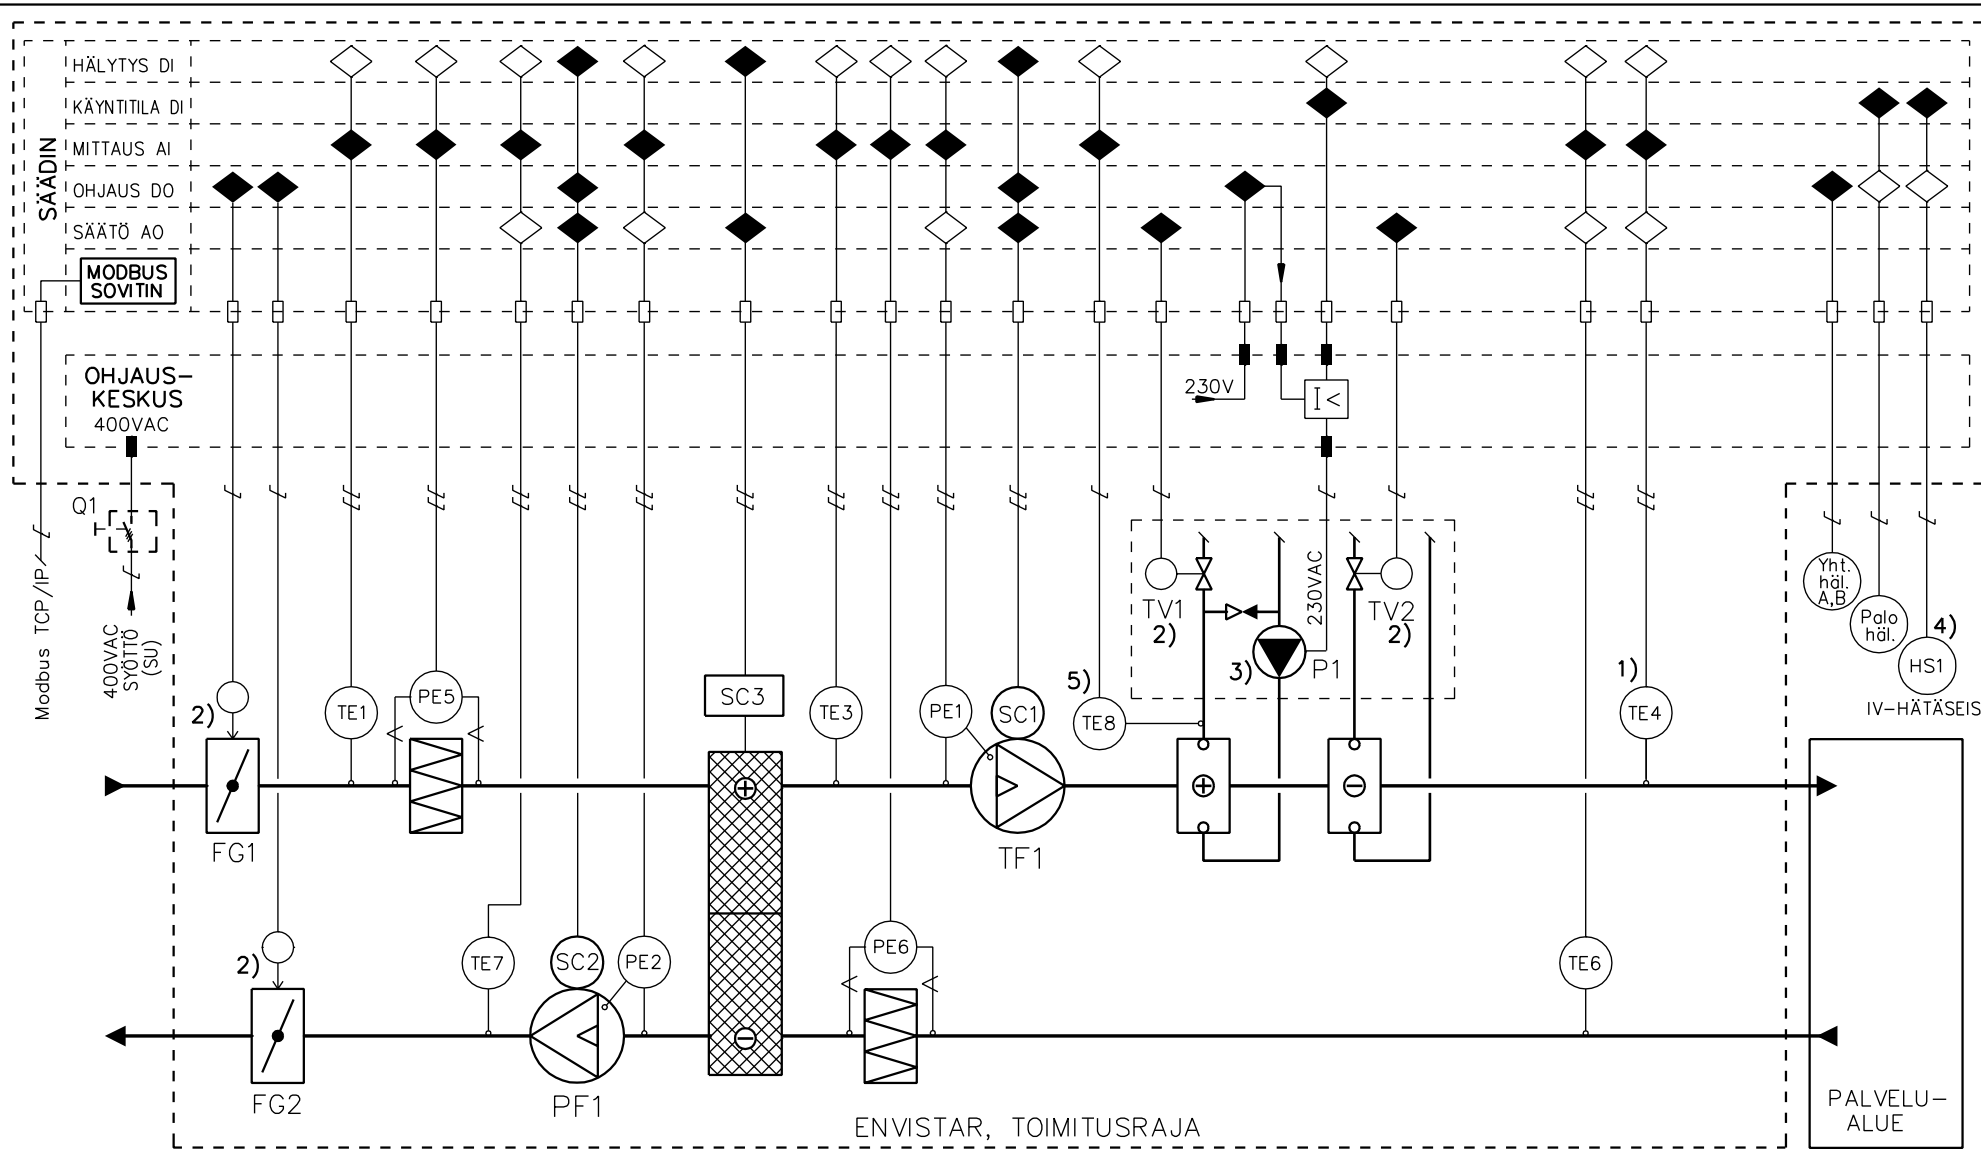 SÄÄDIN
HÄLYTYS DI
KÄYNTITILA DI
MITTAUS AI
OHJAUS DO
SÄÄTÖ AO
MODBUS
SOVITIN
OHJAUS-
KESKUS
400VAC
230V
I<
Q1
Modbus TCP/IP
400VAC
SYÖTTÖ
(SU)
230VAC
TV1
2)
TV2
2)
3)
P1
Yht.
häl.
A,B
Palo
häl.
4)
HS1
IV-HÄTÄSEIS
2)
TE1
PE5
SC3
TE3
PE1
SC1
5)
TE8
1)
TE4
FG1
TF1
2)
TE7
SC2
PE2
PE6
TE6
FG2
PF1
ENVISTAR, TOIMITUSRAJA
PALVELU-
ALUE